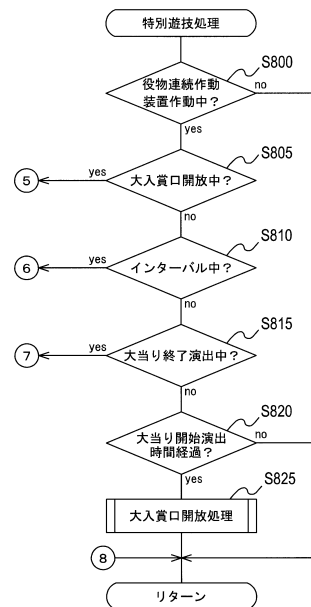 特別遊技処理
S800
役物連続作動
装置作動中？
no
yes
S805
大入賞口開放中？
yes
5
no
S810
インターバル中？
yes
6
no
S815
大当り終了演出中？
yes
7
no
S820
大当り開始演出
時間経過？
no
yes
S825
大入賞口開放処理
8
リターン